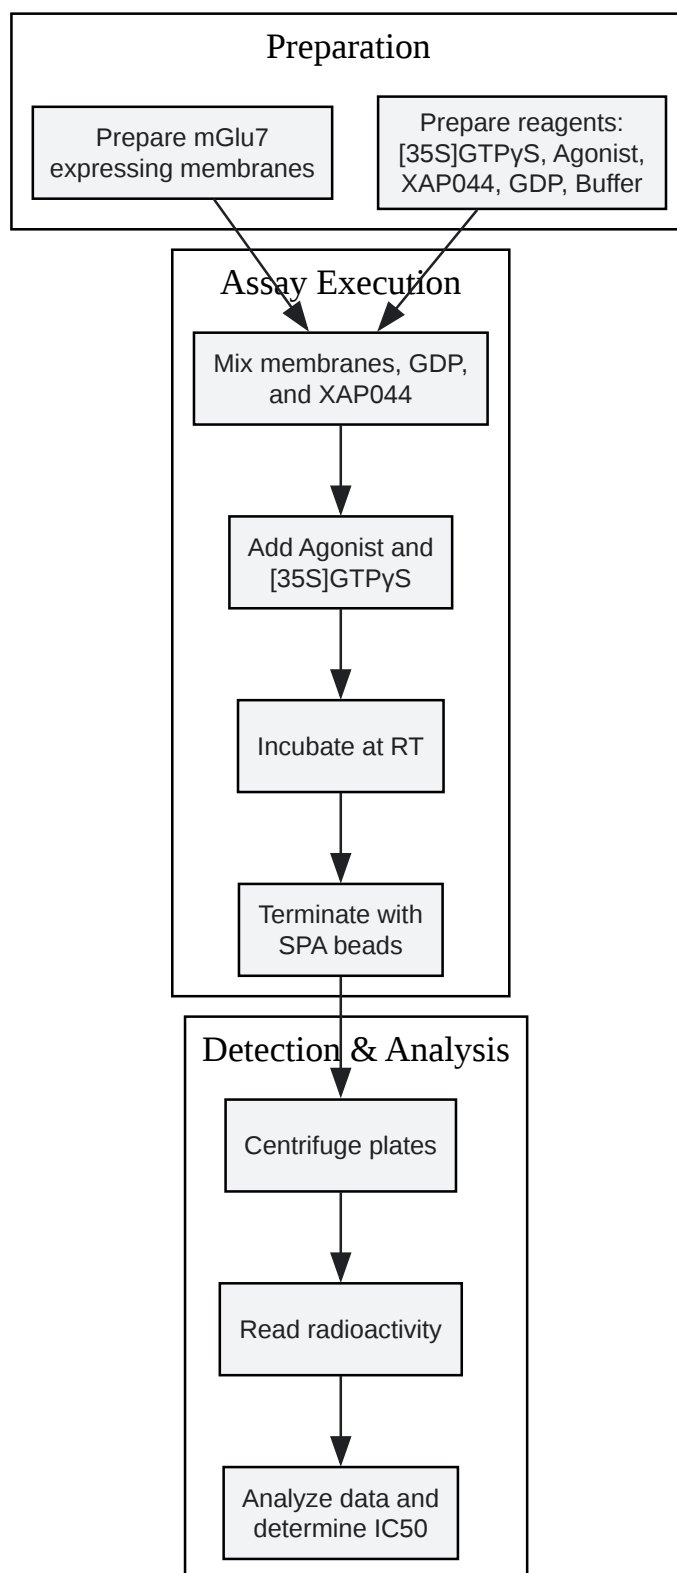 Preparation
Prepare mGlu7
expressing membranes
Prepare reagents:
[35S]GTPγS, Agonist,
XAP044, GDP, Buffer
Assay Execution
Mix membranes, GDP,
and XAP044
Add Agonist and
[35S]GTPγS
Incubate at RT
Terminate with
SPA beads
Detection & Analysis
Centrifuge plates
Read radioactivity
Analyze data and
determine IC50